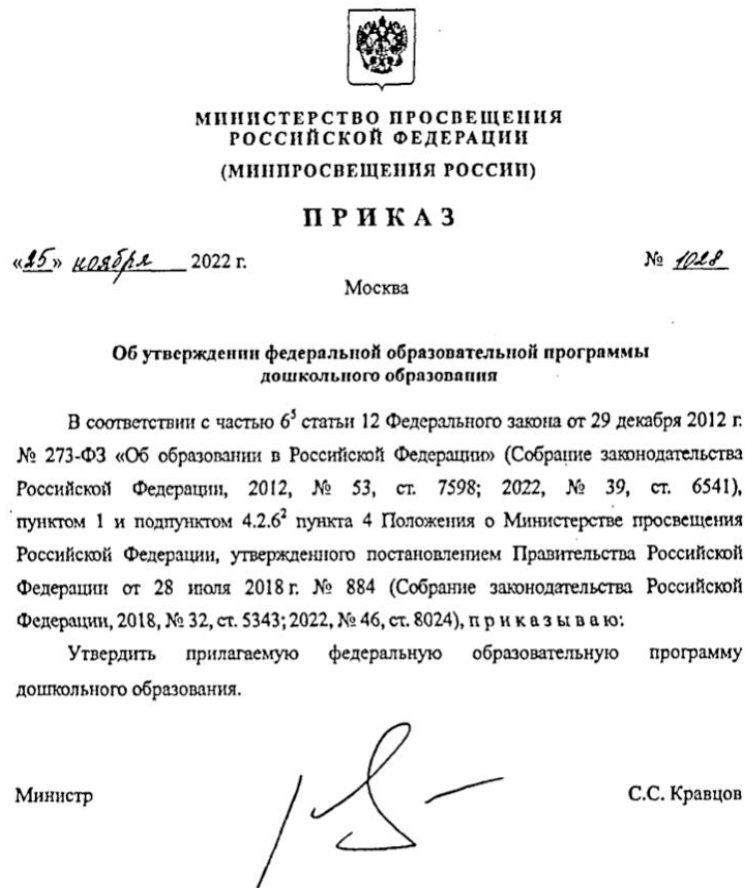 МИНИСТЕРСТВО ПРОСВЕЩЕНИЯ
РОССИЙСКОЙ ФЕДЕРАЦИИ
(МИНПРОСВЕЩЕНИЯ РОССИИ)
П Р И К А З
«25» ноября 2022 г. № 1028
Москва
Об утверждении федеральной образовательной программы
дошкольного образования
В соответствии с частью 6⁵ статьи 12 Федерального закона от 29 декабря 2012 г.
№ 273-ФЗ «Об образовании в Российской Федерации» (Собрание законодательства
Российской Федерации, 2012, № 53, ст. 7598; 2022, № 39, ст. 6541),
пунктом 1 и подпунктом 4.2.6² пункта 4 Положения о Министерстве просвещения
Российской Федерации, утвержденного постановлением Правительства Российской
Федерации от 28 июля 2018 г. № 884 (Собрание законодательства Российской
Федерации, 2018, № 32, ст. 5343; 2022, № 46, ст. 8024), п р и к а з ы в а ю:
Утвердить прилагаемую федеральную образовательную программу
дошкольного образования.
Министр С.С. Кравцов